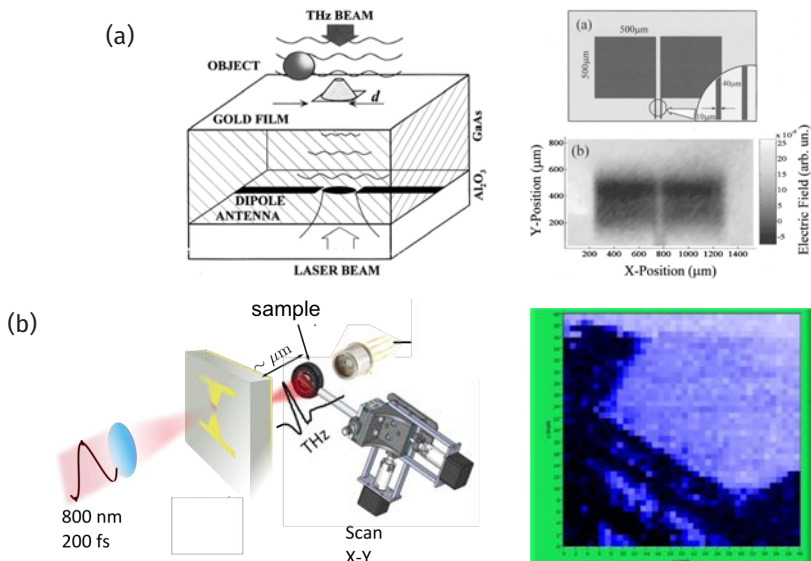 (a)
THz BEAM
OBJECT
d
GOLD FILM
GaAs
DIPOLE
ANTENNA
Al₂O₃
LASER BEAM
(a)
500μm
500μm
40μm
10μm
(b)
Y-Position (μm)
800
600
400
200
200 400 600 800 1000 1200 1400
X-Position (μm)
25
20
15
10
5
0
-5
Electric Field (arb. un.)
(b)
sample
~ μm
THz
800 nm
200 fs
Scan
X-Y